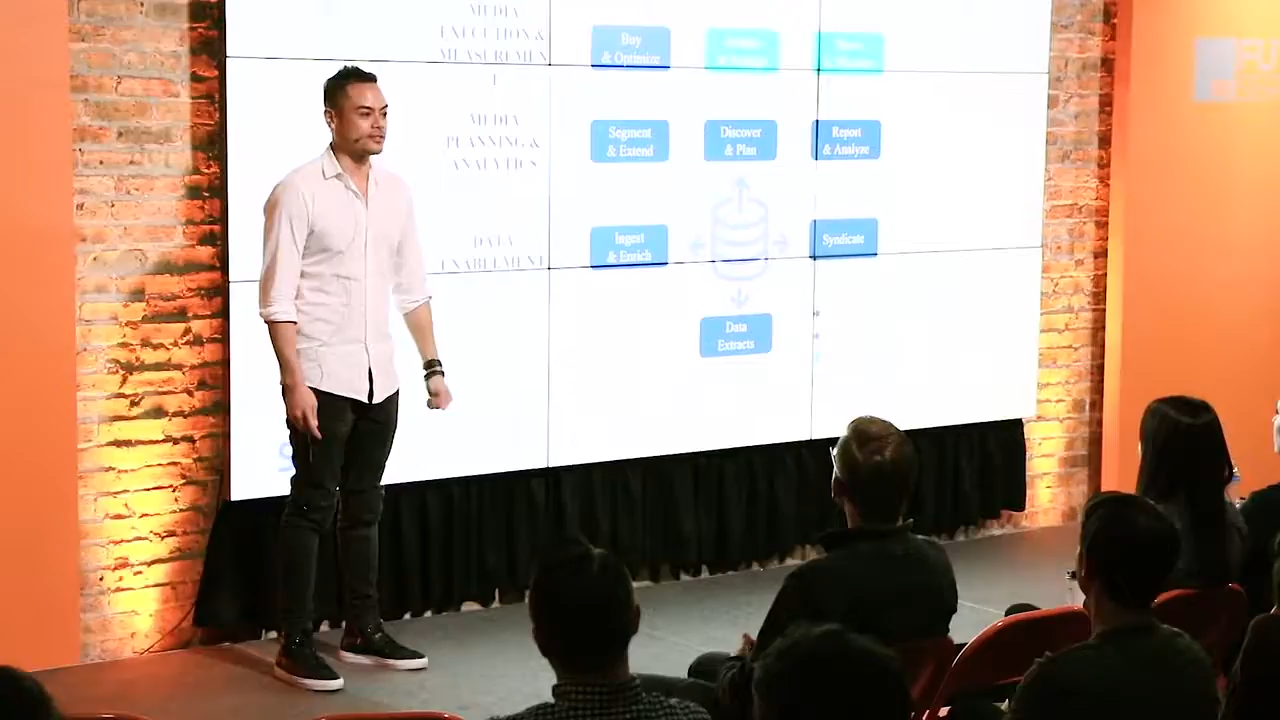 MEDIA
EXECUTION &
MEASUREMEN
T
Buy
& Optimize
MEDIA
PLANNING &
ANALYTICS
Segment
& Extend
Discover
& Plan
Report
& Analyze
DATA
ENABLEMENT
Ingest
& Enrich
Syndicate
Data
Extracts